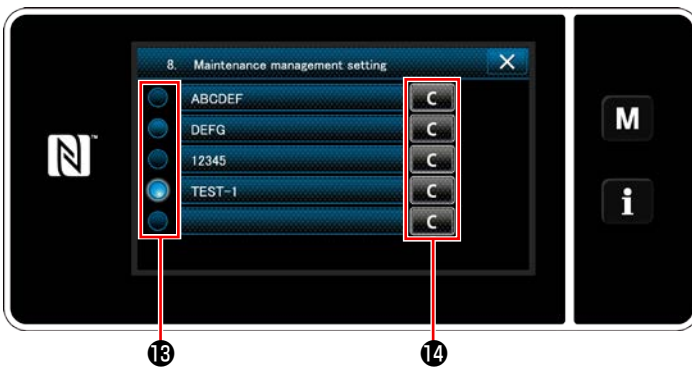 8. Maintenance management setting
ABCDEF C
DEFG C
12345 C
TEST-1 C
C
M
i
N
⓭ ⓮